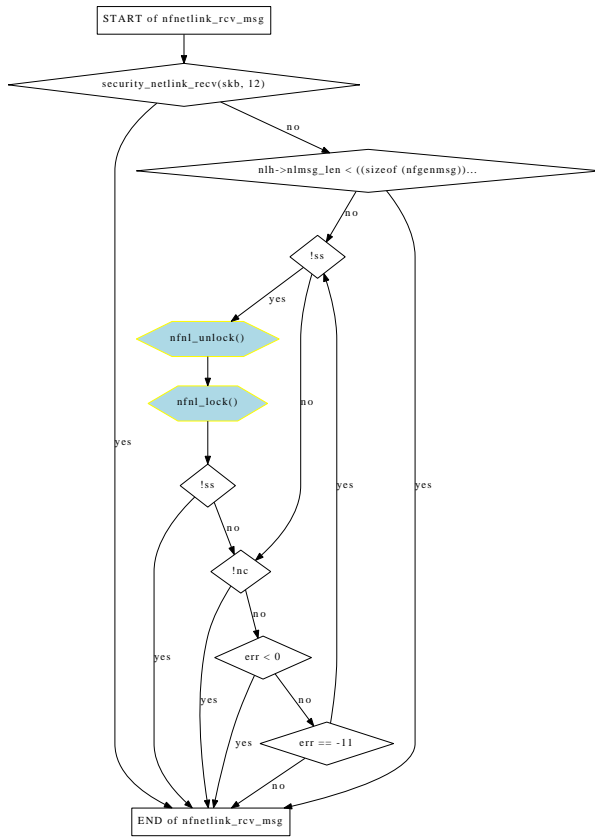 START of nfnetlink_rcv_msg
security_netlink_recv(skb, 12)
no
nlh->nlmsg_len < ((sizeof (nfgenmsg))...
no
!ss
yes
nfnl_unlock()
nfnl_lock()
no
yes
!ss
yes
yes
no
!nc
no
err < 0
yes
yes
no
yes
err == -11
no
END of nfnetlink_rcv_msg